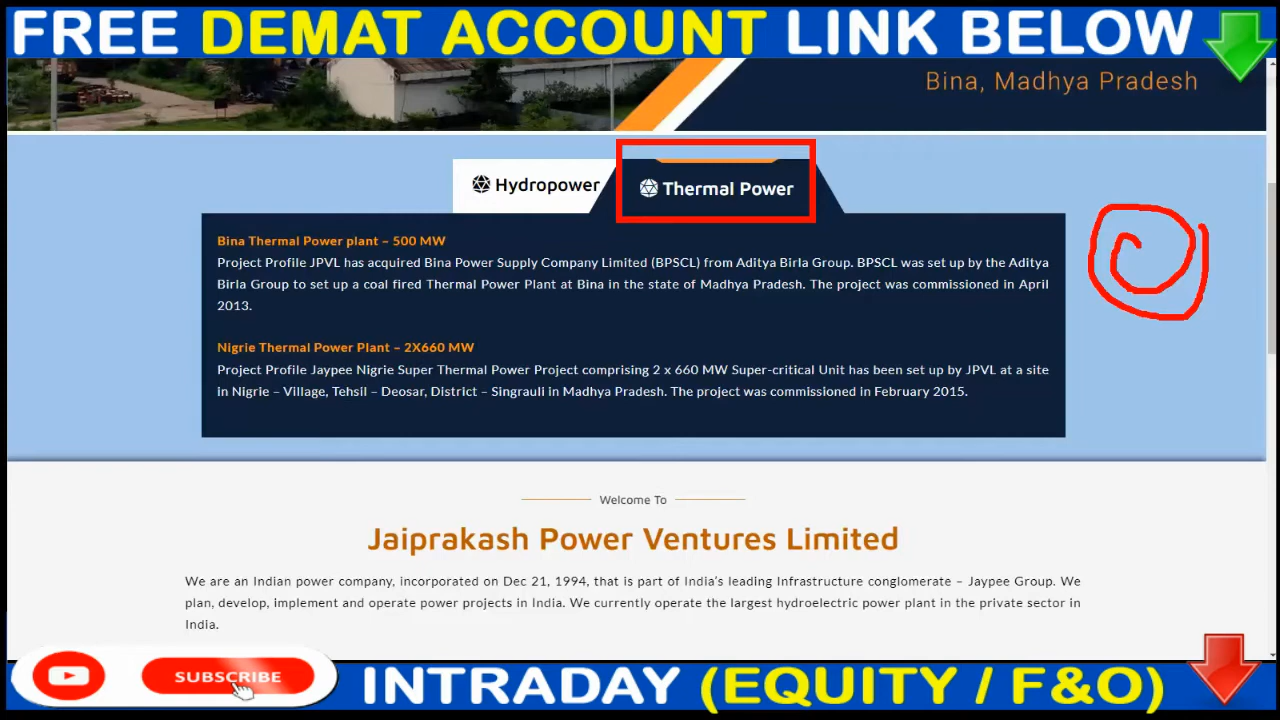 FREE DEMAT ACCOUNT LINK BELOW
Bina, Madhya Pradesh
Hydropower
Thermal Power
Bina Thermal Power plant – 500 MW
Project Profile JPVL has acquired Bina Power Supply Company Limited (BPSCL) from Aditya Birla Group. BPSCL was set up by the Aditya
Birla Group to set up a coal fired Thermal Power Plant at Bina in the state of Madhya Pradesh. The project was commissioned in April
2013.
Nigrie Thermal Power Plant – 2X660 MW
Project Profile Jaypee Nigrie Super Thermal Power Project comprising 2 x 660 MW Super-critical Unit has been set up by JPVL at a site
in Nigrie – Village, Tehsil – Deosar, District – Singrauli in Madhya Pradesh. The project was commissioned in February 2015.
Welcome To
Jaiprakash Power Ventures Limited
We are an Indian power company, incorporated on Dec 21, 1994, that is part of India's leading Infrastructure conglomerate – Jaypee Group. We
plan, develop, implement and operate power projects in India. We currently operate the largest hydroelectric power plant in the private sector in
India.
SUBSCRIBE
INTRADAY (EQUITY / F&O)